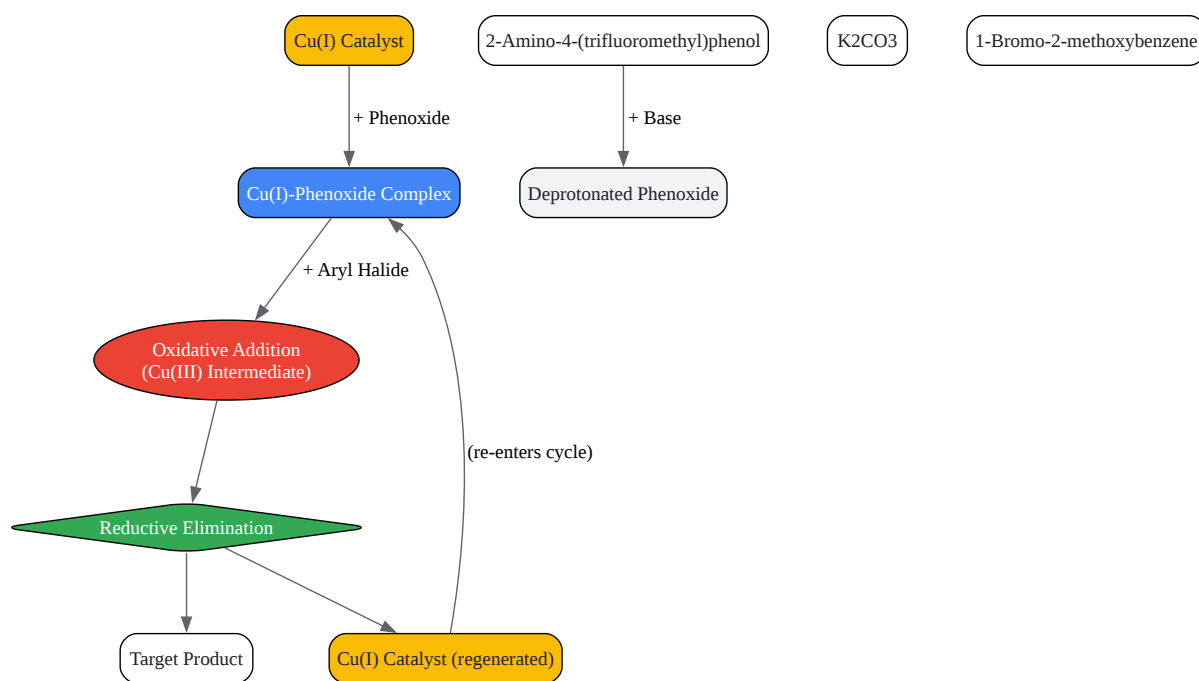 Cu(I) Catalyst
2-Amino-4-(trifluoromethyl)phenol
K2CO3
1-Bromo-2-methoxybenzene
+ Phenoxide
+ Base
Cu(I)-Phenoxide Complex
Deprotonated Phenoxide
+ Aryl Halide
Oxidative Addition
(Cu(III) Intermediate)
(re-enters cycle)
Reductive Elimination
Target Product
Cu(I) Catalyst (regenerated)